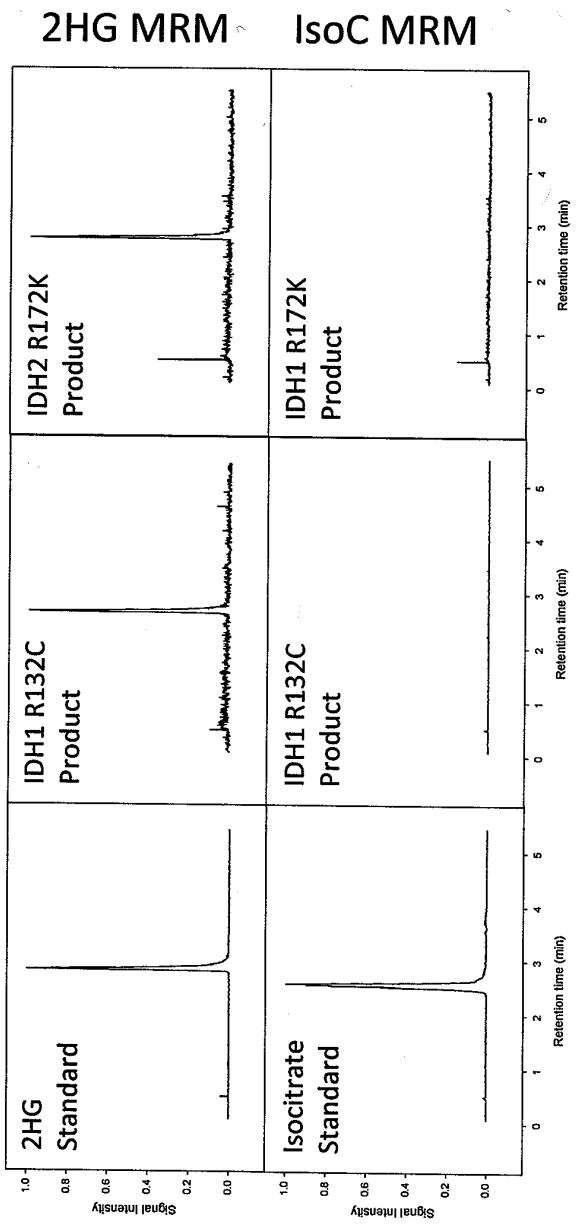 2HG MRM
IsoC MRM
2HG
Standard
IDH1 R132C
Product
IDH2 R172K
Product
Signal Intensity
1.0
0.8
0.6
0.4
0.2
0.0
Isocitrate
Standard
IDH1 R132C
Product
IDH1 R172K
Product
Signal Intensity
1.0
0.8
0.6
0.4
0.2
0.0
0 1 2 3 4 5
Retention time (min)
0 1 2 3 4 5
Retention time (min)
0 1 2 3 4 5
Retention time (min)